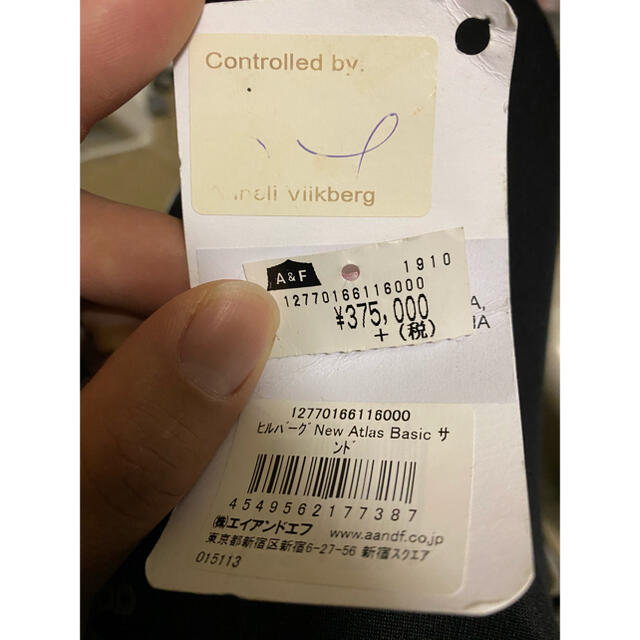 Controlled by.
Viikberg
A&F
1910
12770166116000
¥375,000
+(税)
A,
IA
12770166116000
ﾋﾙﾊﾞｰｸﾞ New Atlas Basic サ
ﾝﾄﾞ
4549562177387
㈱エイアンドエフ www.aandf.co.jp
東京都新宿区新宿6-27-56 新宿スクエア
015113